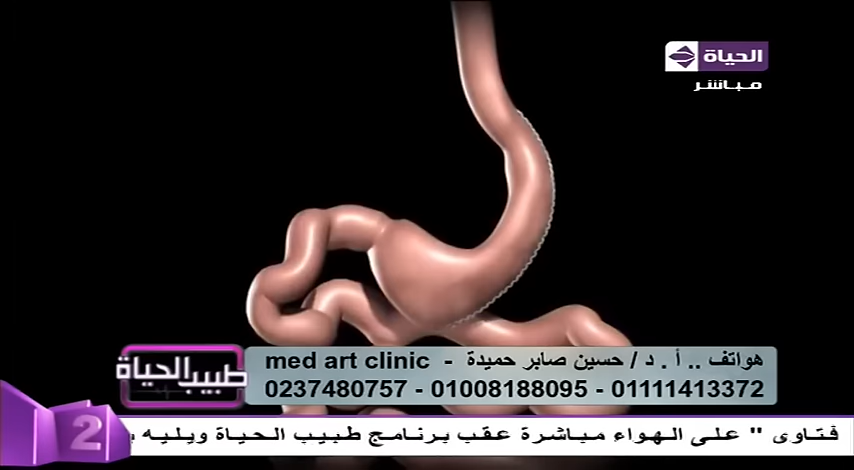 الحياة
مباشر
هواتف .. أ . د / حسين صابر حميدة - med art clinic
0237480757 - 01008188095 - 01111413372
طبيب الحياة
2
فتاوى " على الهواء مباشرة عقب برنامج طبيب الحياة ويليه